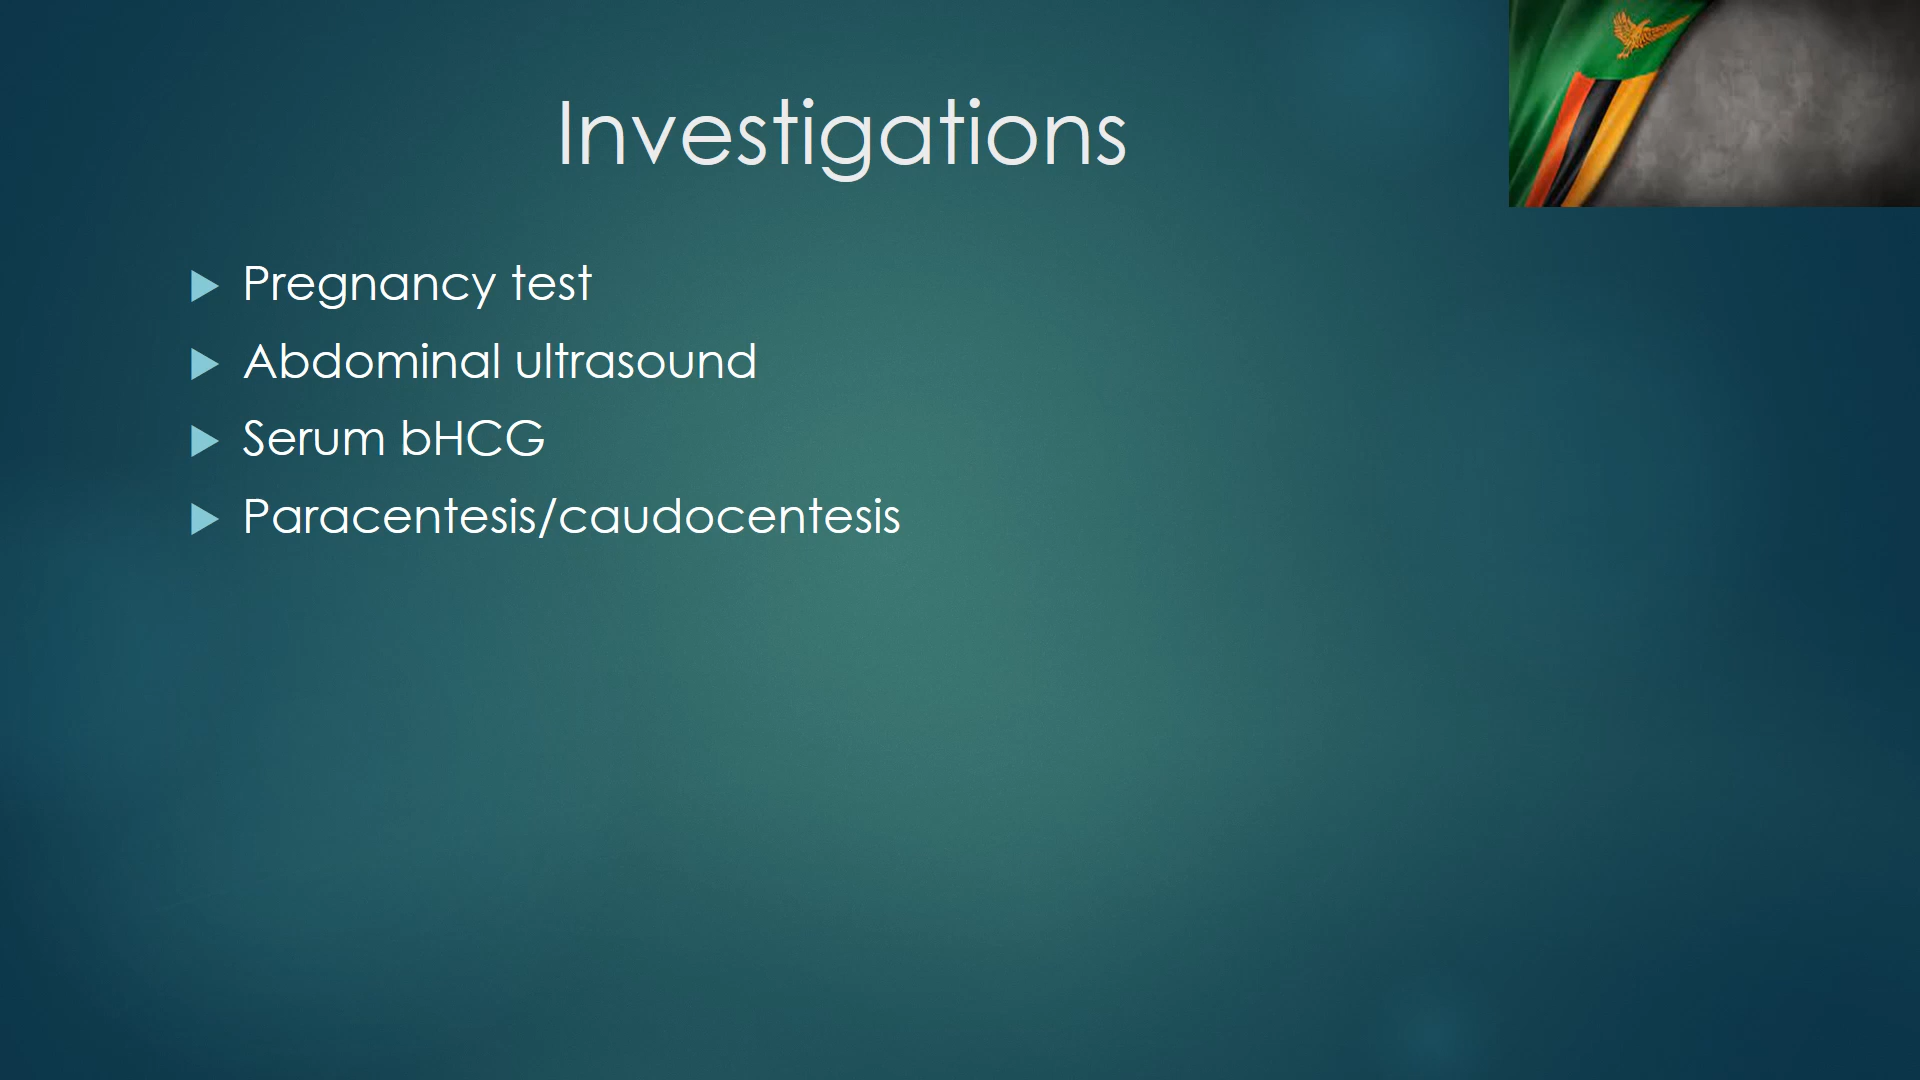 Investigations
Pregnancy test
Abdominal ultrasound
Serum bHCG
Paracentesis/caudocentesis